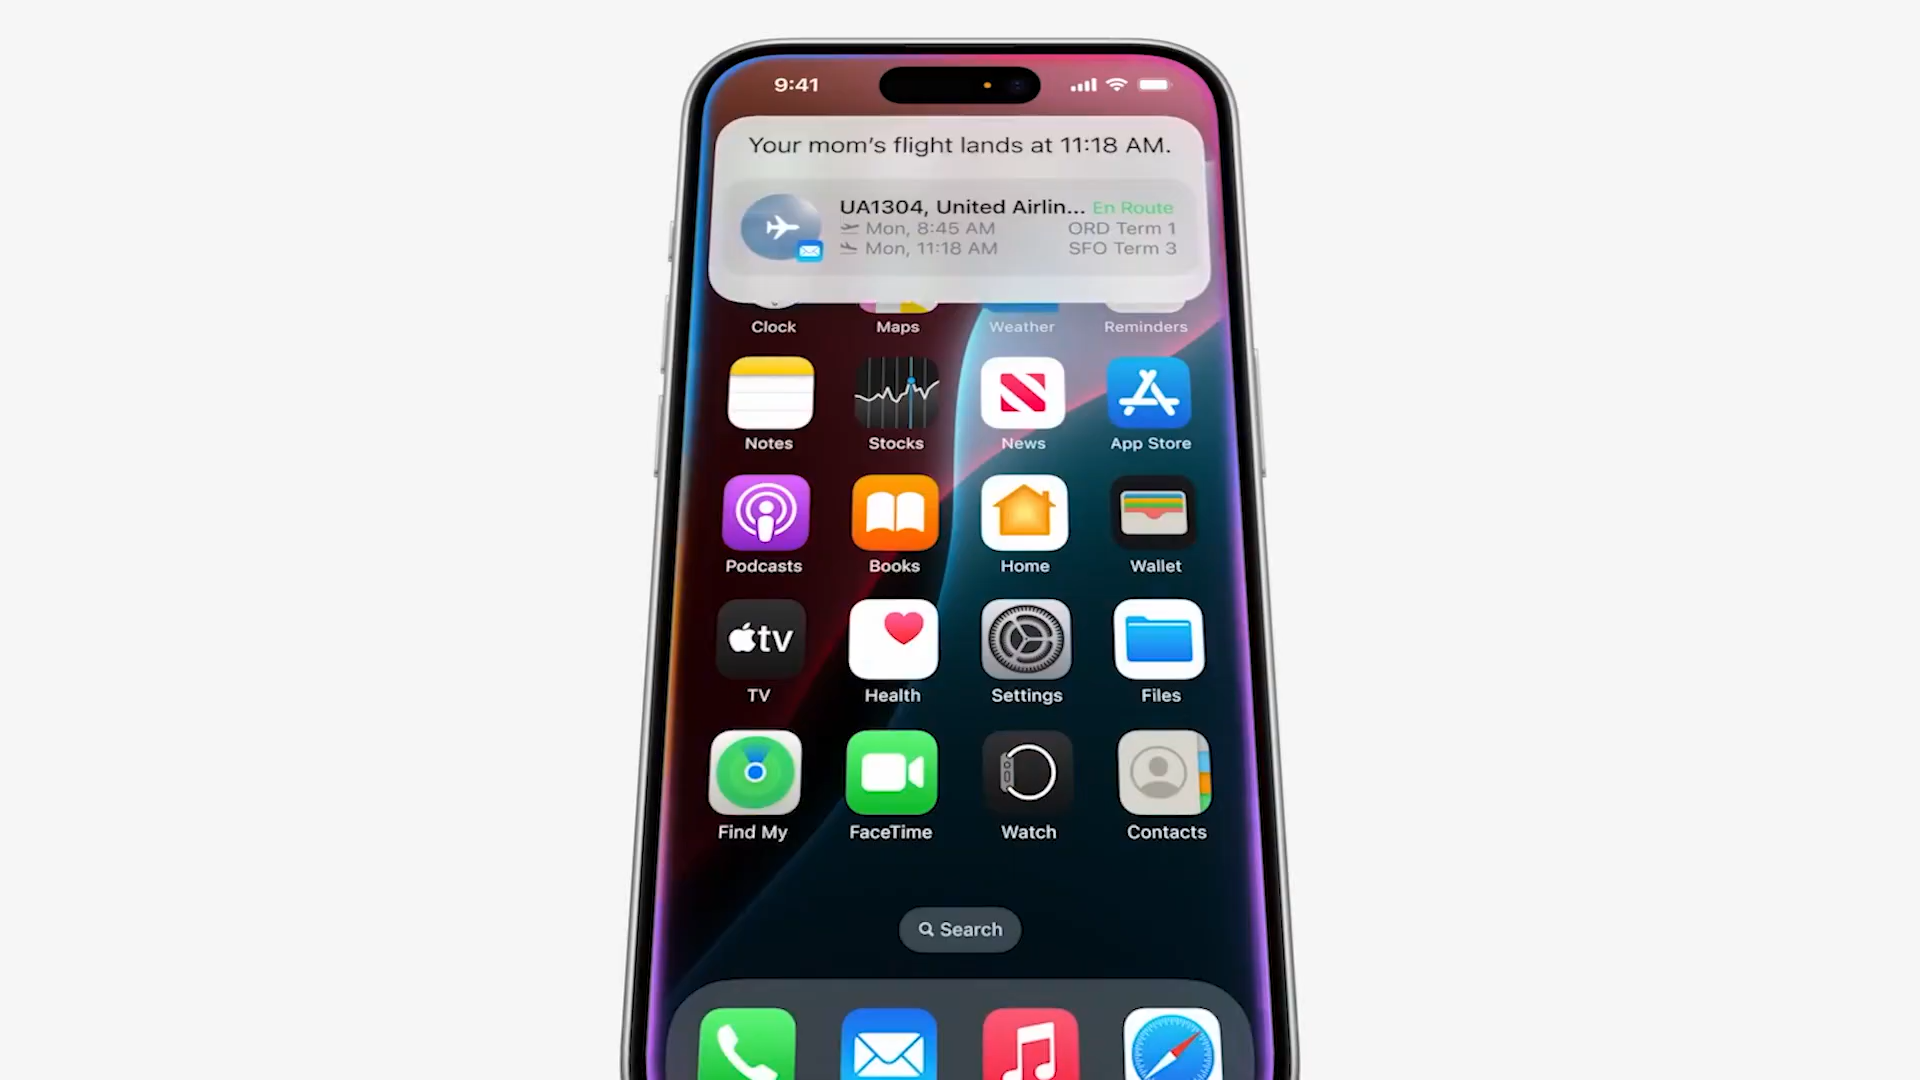 9:41
Your mom's flight lands at 11:18 AM.
UA1304, United Airlin... En Route
Mon, 8:45 AM ORD Term 1
Mon, 11:18 AM SFO Term 3
Clock Maps Weather Reminders
Notes Stocks News App Store
Podcasts Books Home Wallet
tv
TV Health Settings Files
Find My FaceTime Watch Contacts
Search